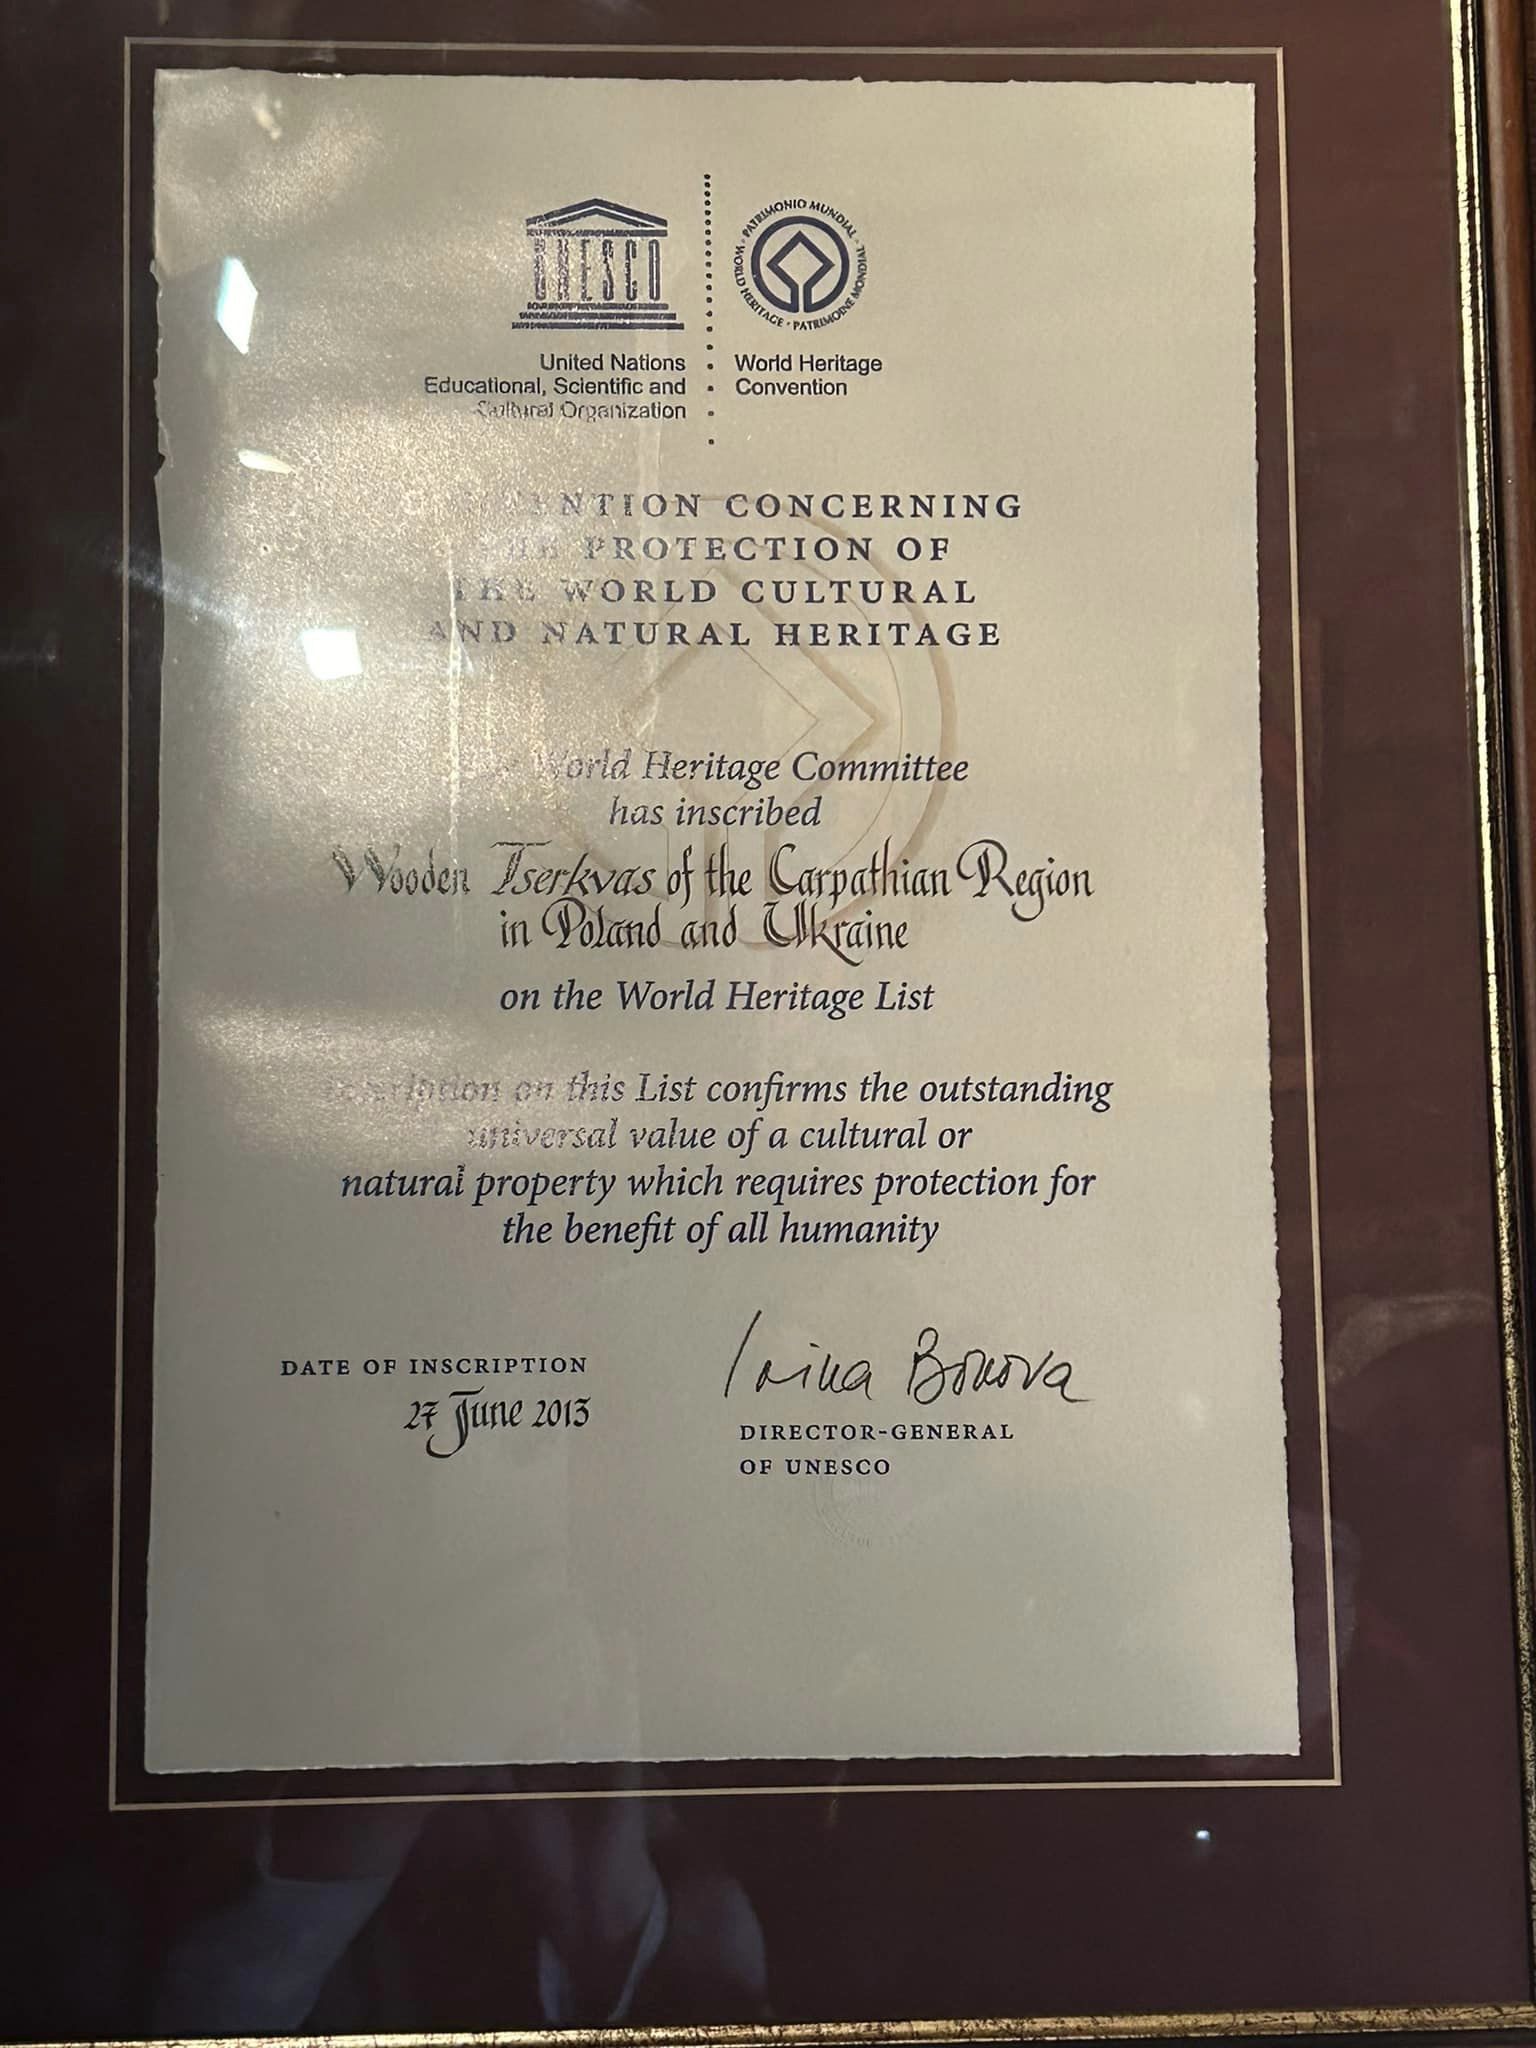 UNESCO
PATRIMONIO MUNDIAL · WORLD HERITAGE · PATRIMOINE MONDIAL
United Nations
Educational, Scientific and
Cultural Organization
World Heritage
Convention
CONCERNING
THE PROTECTION OF
THE WORLD CULTURAL
AND NATURAL HERITAGE
World Heritage Committee
has inscribed
Wooden Tserkvas of the Carpathian Region
in Poland and Ukraine
on the World Heritage List
on this List confirms the outstanding
universal value of a cultural or
natural property which requires protection for
the benefit of all humanity
DATE OF INSCRIPTION
27 June 2013
Irina Bokova
DIRECTOR-GENERAL
OF UNESCO